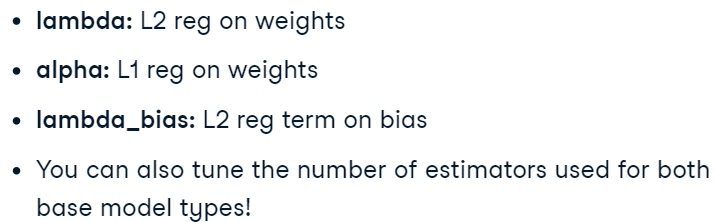 • lambda: L2 reg on weights
• alpha: L1 reg on weights
• lambda_bias: L2 reg term on bias
• You can also tune the number of estimators used for both
base model types!